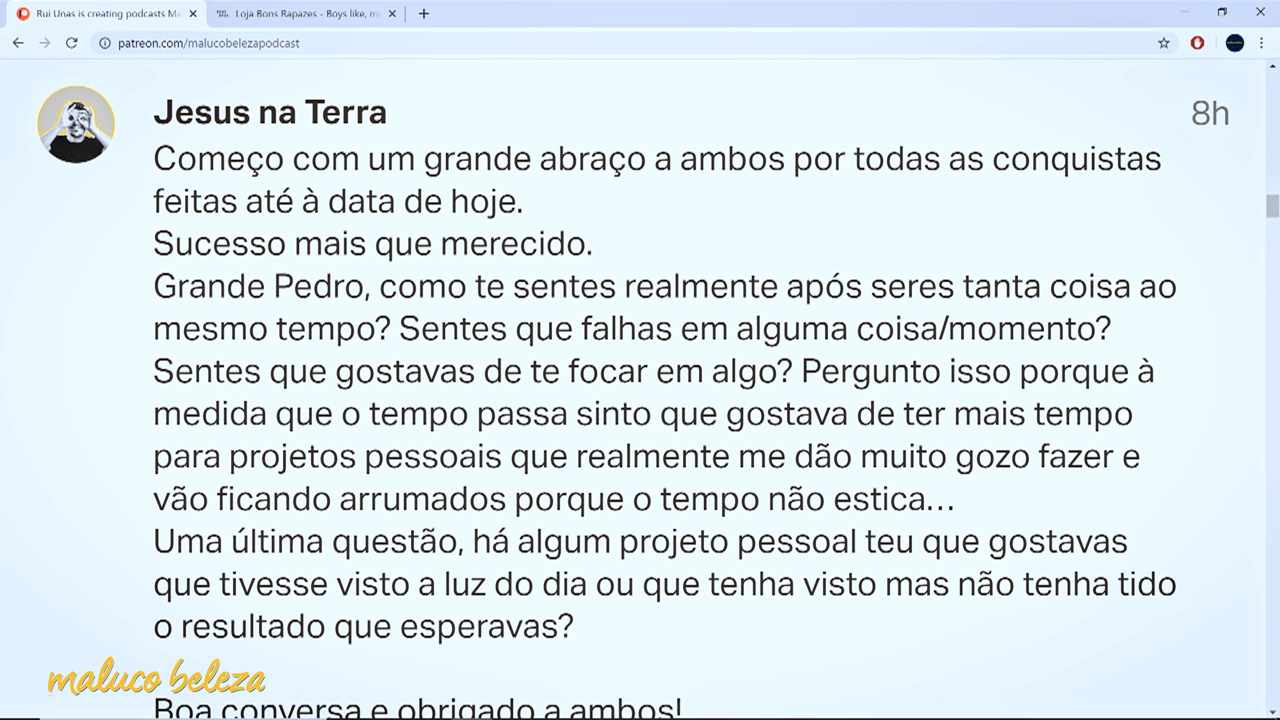 Rui Unas is creating podcasts Ma
Loja Bons Rapazes - Boys like, m
patreon.com/malucobelezapodcast
Jesus na Terra
8h
Começo com um grande abraço a ambos por todas as conquistas
feitas até à data de hoje.
Sucesso mais que merecido.
Grande Pedro, como te sentes realmente após seres tanta coisa ao
mesmo tempo? Sentes que falhas em alguma coisa/momento?
Sentes que gostavas de te focar em algo? Pergunto isso porque à
medida que o tempo passa sinto que gostava de ter mais tempo
para projetos pessoais que realmente me dão muito gozo fazer e
vão ficando arrumados porque o tempo não estica...
Uma última questão, há algum projeto pessoal teu que gostavas
que tivesse visto a luz do dia ou que tenha visto mas não tenha tido
o resultado que esperavas?
maluco beleza
Boa conversa e obrigado a ambos!